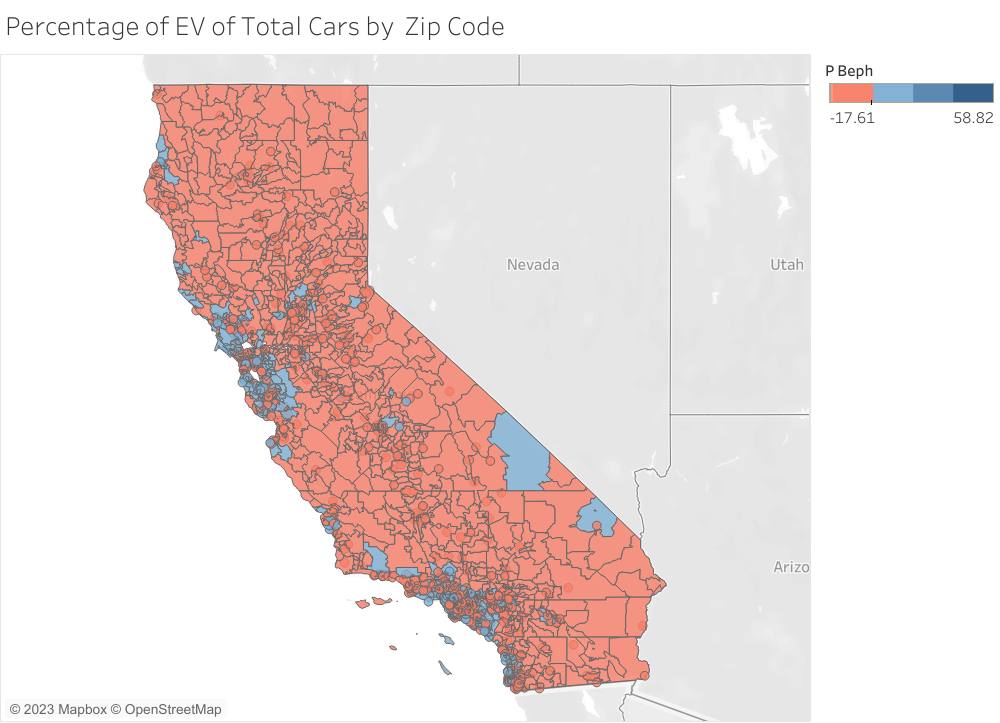 Percentage of EV of Total Cars by  Zip Code
P Beph
-17.61 58.82
Nevada
Utah
Arizo
© 2023 Mapbox © OpenStreetMap